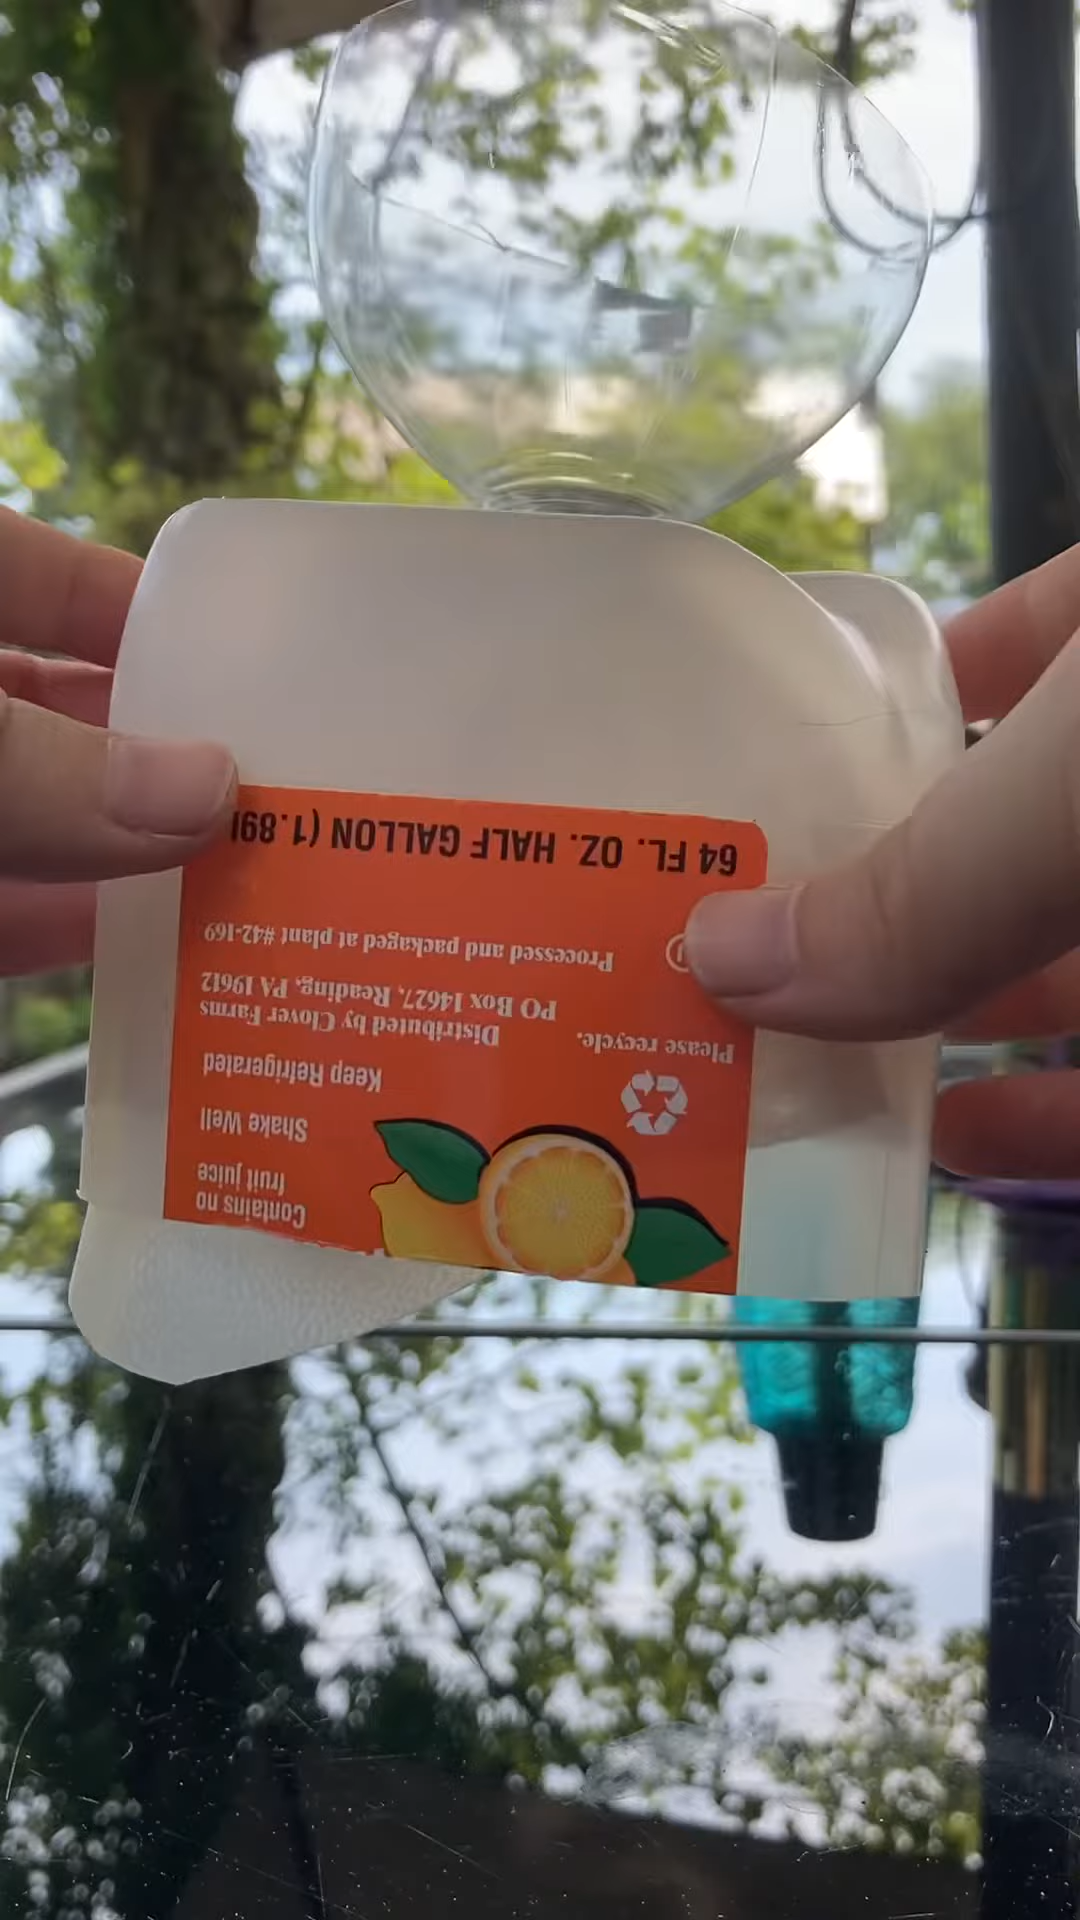 Contains no
fruit juice
Shake Well
Keep Refrigerated
Distributed by Clover Farms
PO Box 14627, Reading, PA 19612
Please recycle.
Processed and packaged at plant #42-169
64 FL. OZ. HALF GALLON (1.89